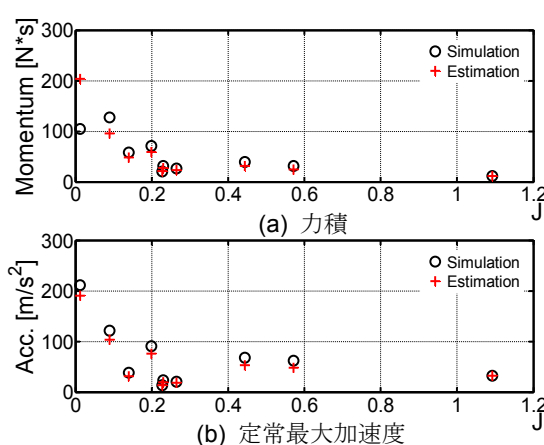 300
200
100
0
Momentum [N*s]
Simulation
Estimation
0 0.2 0.4 0.6 0.8 1 1.2
J
(a) 力積
300
200
100
0
Acc. [m/s²]
Simulation
Estimation
0 0.2 0.4 0.6 0.8 1 1.2
J
(b) 定常最大加速度